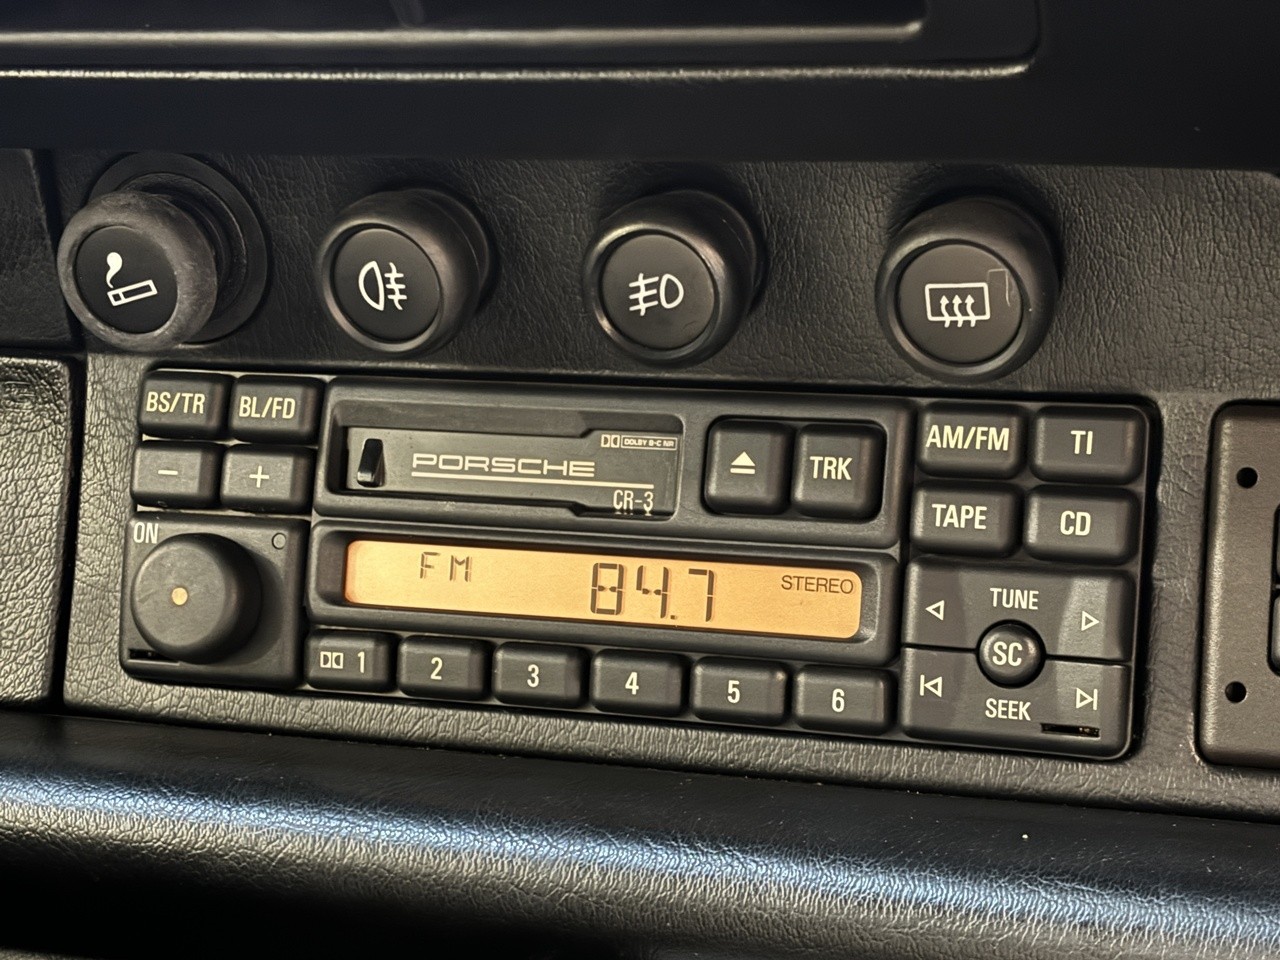 BS/TR BL/FD
− +
ON
DOLBY B-C NR
PORSCHE
CR-3
TRK
AM/FM TI
TAPE CD
FM 84.7 STEREO
1 2 3 4 5 6
TUNE
SC
SEEK